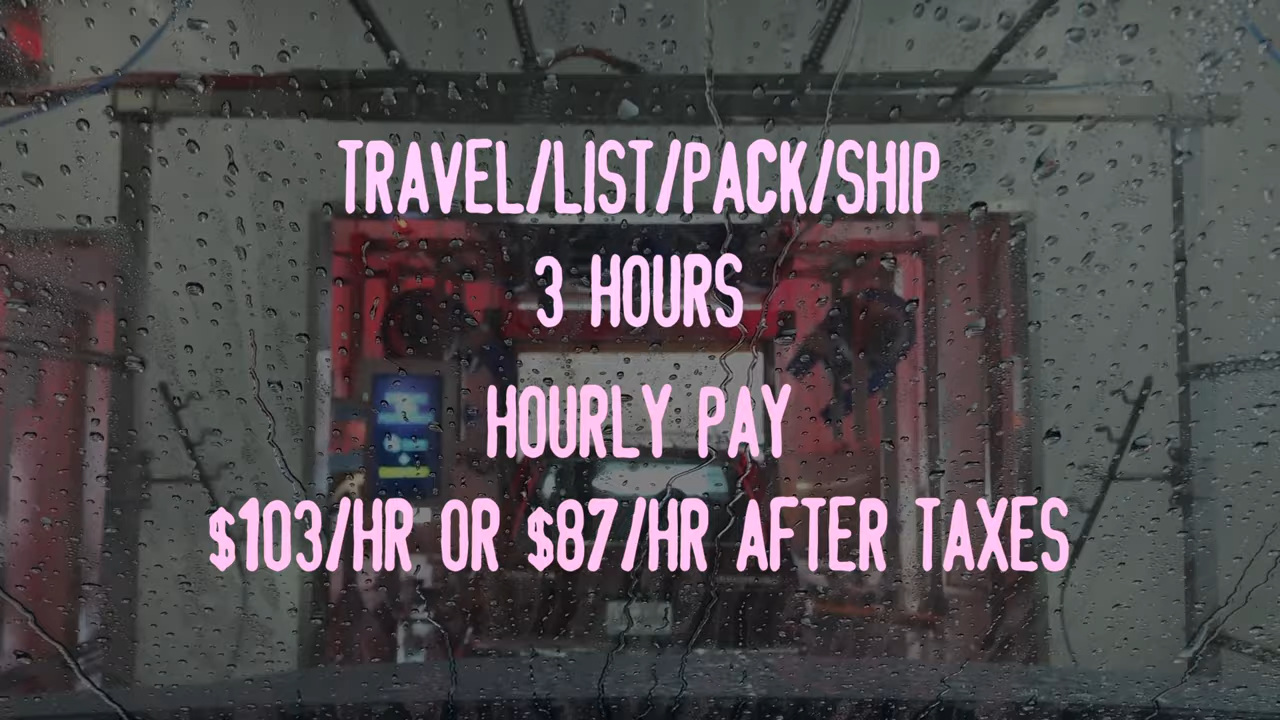 TRAVEL/LIST/PACK/SHIP
3 HOURS
HOURLY PAY
$103/HR OR $87/HR AFTER TAXES